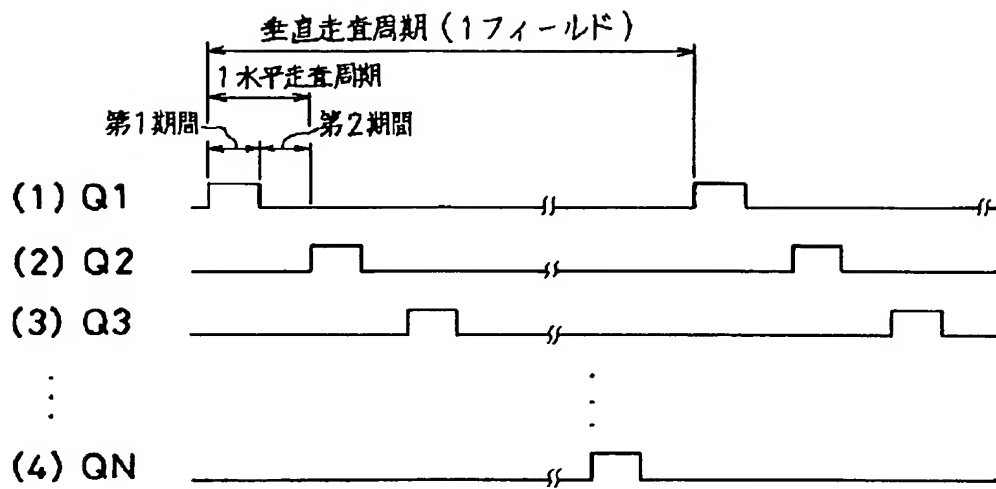 垂直走査周期(1フィールド)
1水平走査周期
第1期間 第2期間
(1) Q1
(2) Q2
(3) Q3
(4) QN